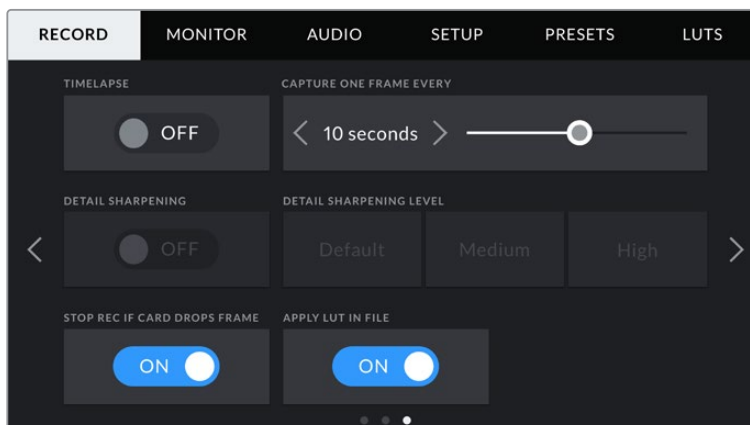 RECORD MONITOR AUDIO SETUP PRESETS LUTS
TIMELAPSE CAPTURE ONE FRAME EVERY
OFF 10 seconds
DETAIL SHARPENING DETAIL SHARPENING LEVEL
OFF Default Medium High
STOP REC IF CARD DROPS FRAME APPLY LUT IN FILE
ON ON